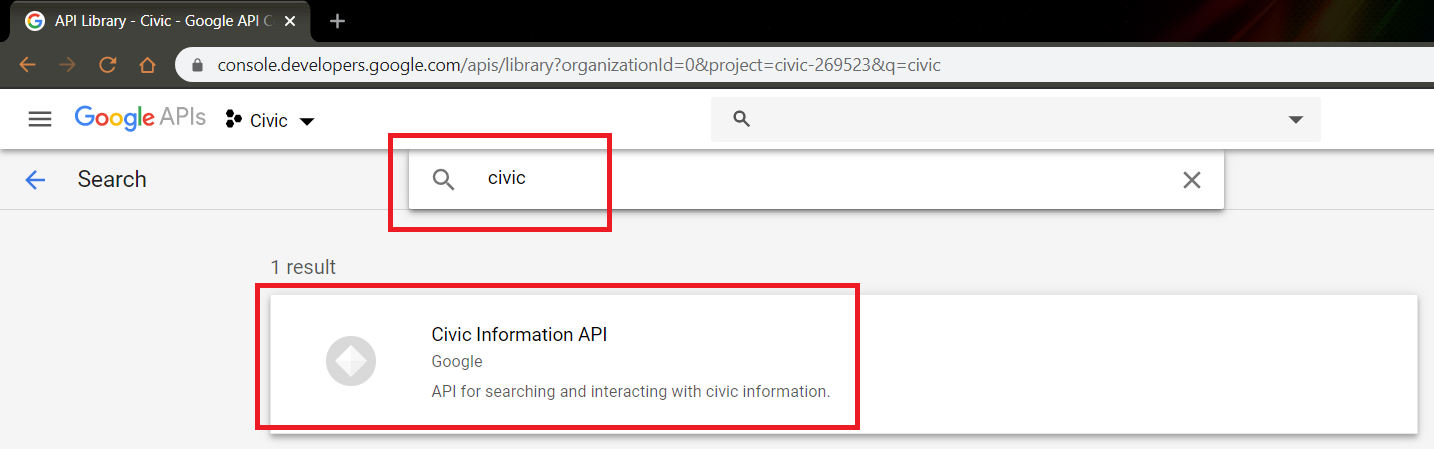 API Library - Civic - Google API C
console.developers.google.com/apis/library?organizationId=0&project=civic-269523&q=civic
Google APIs Civic
Search civic
1 result
Civic Information API
Google
API for searching and interacting with civic information.